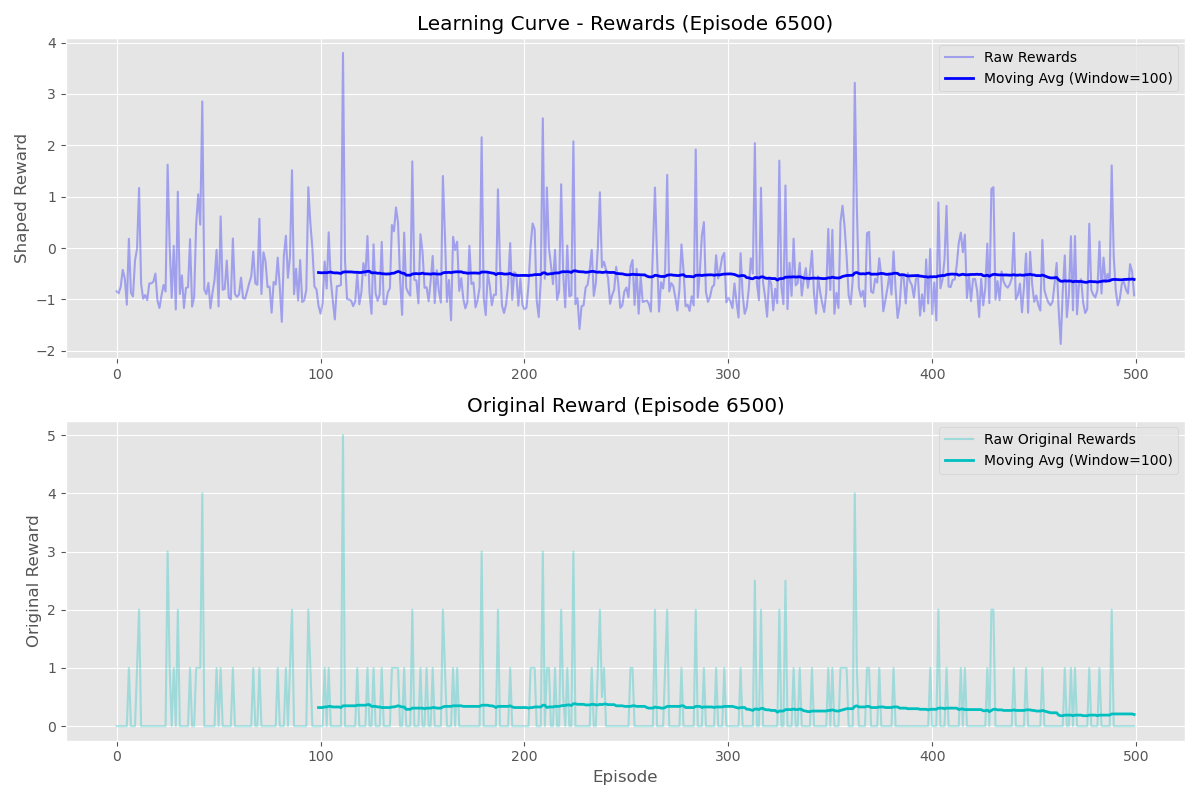 Learning Curve - Rewards (Episode 6500)
Shaped Reward
4
3
2
1
0
−1
−2
Raw Rewards
Moving Avg (Window=100)
0 100 200 300 400 500
Original Reward (Episode 6500)
Original Reward
5
4
3
2
1
0
Raw Original Rewards
Moving Avg (Window=100)
0 100 200 300 400 500
Episode